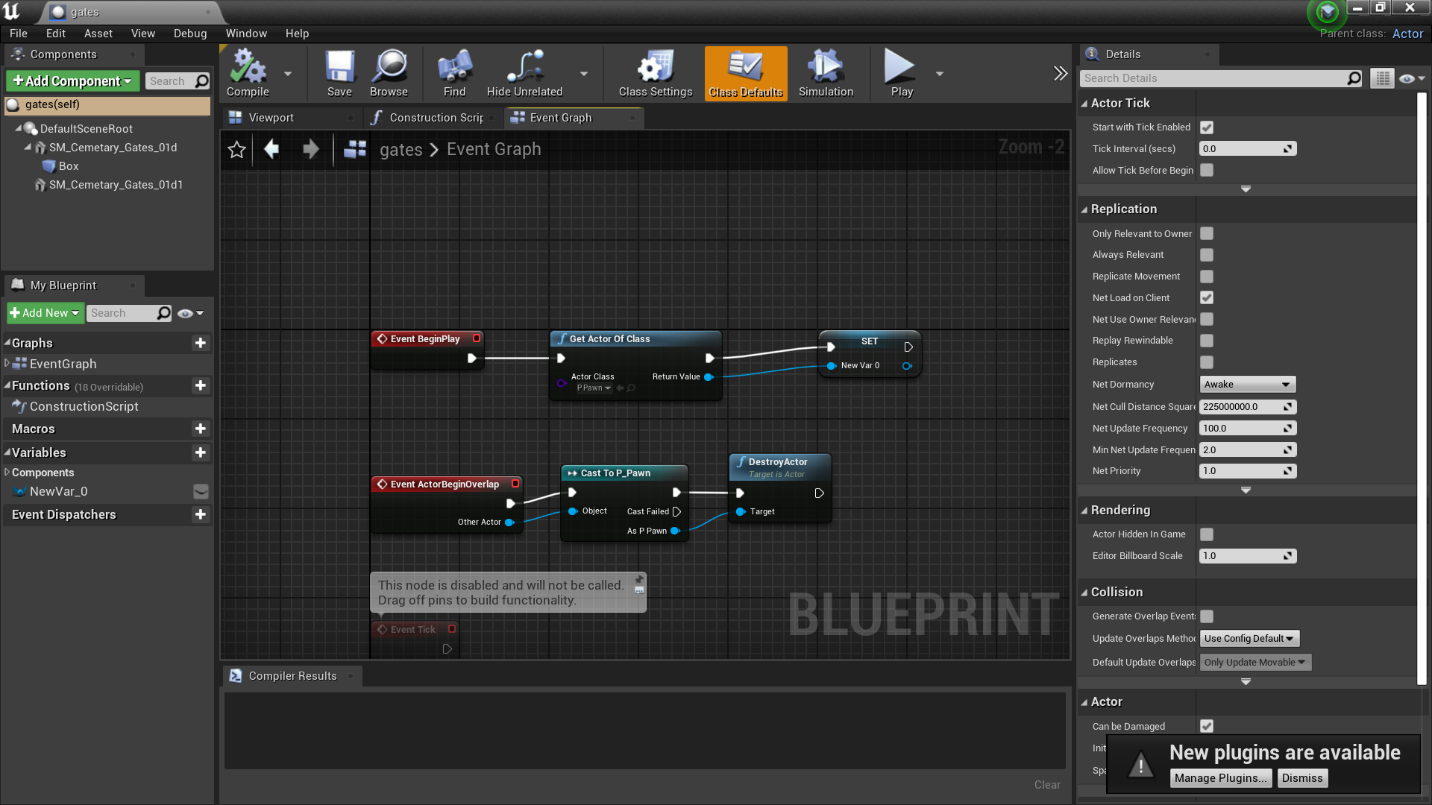 gates
File Edit Asset View Debug Window Help
Parent class: Actor
Components
+Add Component
Search
gates(self)
DefaultSceneRoot
SM_Cemetary_Gates_01d
Box
SM_Cemetary_Gates_01d1
My Blueprint
+Add New
Search
Graphs
EventGraph
Functions (18 Overridable)
ConstructionScript
Macros
Variables
Components
NewVar_0
Event Dispatchers
Compile
Save
Browse
Find
Hide Unrelated
Class Settings
Class Defaults
Simulation
Play
Viewport
Construction Scrip
Event Graph
gates > Event Graph
Zoom -2
Event BeginPlay
Get Actor Of Class
Actor Class
P Pawn
Return Value
SET
New Var 0
Event ActorBeginOverlap
Other Actor
Cast To P_Pawn
Object
Cast Failed
As P Pawn
DestroyActor
Target is Actor
Target
This node is disabled and will not be called.
Drag off pins to build functionality.
Event Tick
BLUEPRINT
Compiler Results
Clear
Details
Search Details
Actor Tick
Start with Tick Enabled
Tick Interval (secs) 0.0
Allow Tick Before Begin
Replication
Only Relevant to Owner
Always Relevant
Replicate Movement
Net Load on Client
Net Use Owner Relevan
Replay Rewindable
Replicates
Net Dormancy Awake
Net Cull Distance Square 225000000.0
Net Update Frequency 100.0
Min Net Update Frequen 2.0
Net Priority 1.0
Rendering
Actor Hidden In Game
Editor Billboard Scale 1.0
Collision
Generate Overlap Event
Update Overlaps Metho Use Config Default
Default Update Overlaps Only Update Movable
Actor
Can be Damaged
Init
Spa
New plugins are available
Manage Plugins...
Dismiss